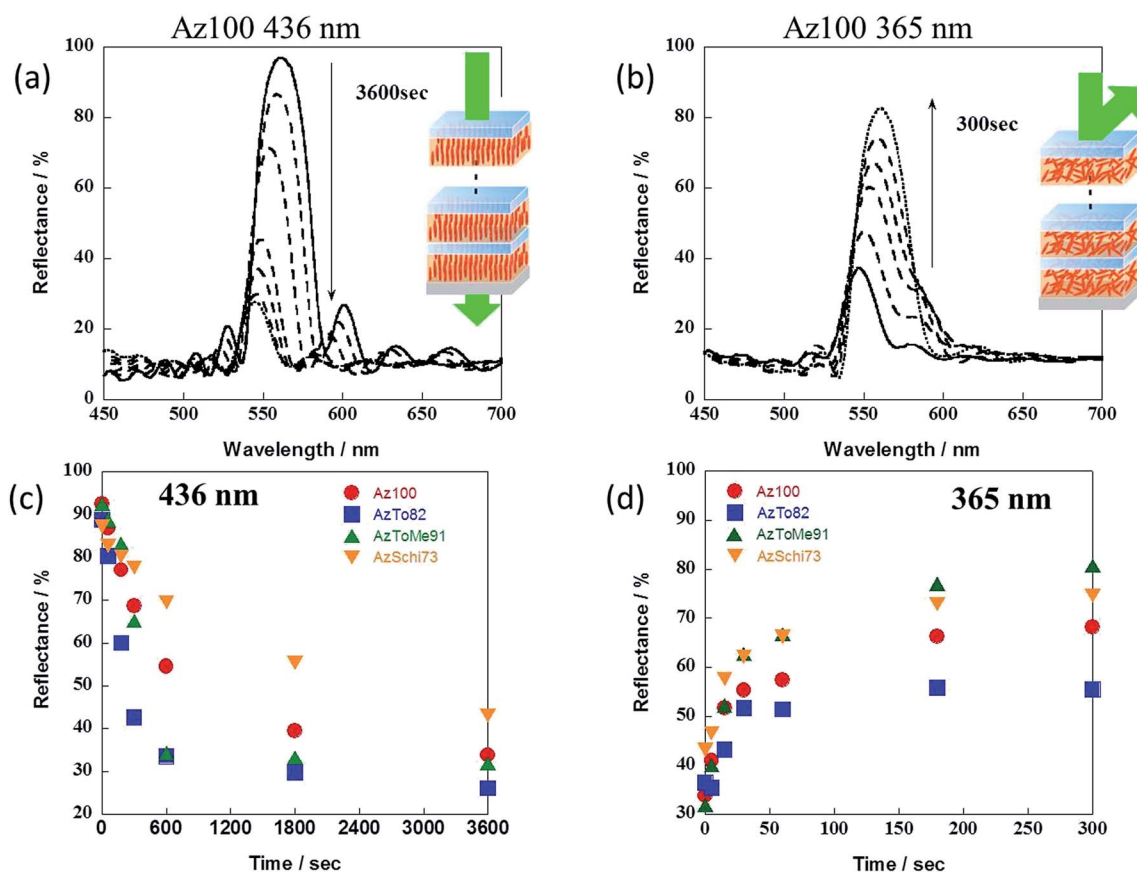 Az100 436 nm
(a)
3600sec
100
80
60
40
20
0
Reflectance / %
450 500 550 600 650 700
Wavelength / nm
Az100 365 nm
(b)
300sec
100
80
60
40
20
0
Reflectance / %
450 500 550 600 650 700
Wavelength / nm
(c)
436 nm
Az100
AzTo82
AzToMe91
AzSchi73
100
90
80
70
60
50
40
30
20
Reflectance / %
0 600 1200 1800 2400 3000 3600
Time / sec
(d)
365 nm
Az100
AzTo82
AzToMe91
AzSchi73
100
90
80
70
60
50
40
30
Reflectance / %
0 50 100 150 200 250 300
Time / sec